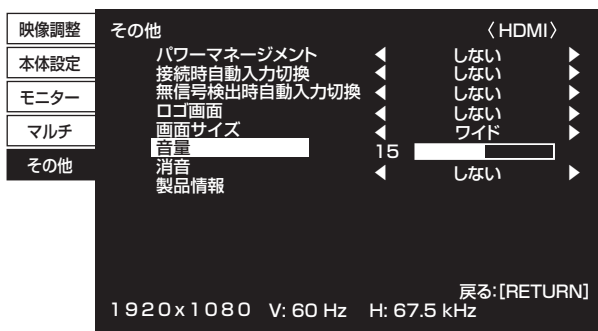 映像調整
本体設定
モニター
マルチ
その他
その他 〈HDMI〉
パワーマネージメント しない
接続時自動入力切換 しない
無信号検出時自動入力切換 しない
ロゴ画面 しない
画面サイズ ワイド
音量 15
消音 しない
製品情報
戻る:[RETURN]
1920x1080 V: 60 Hz H: 67.5 kHz